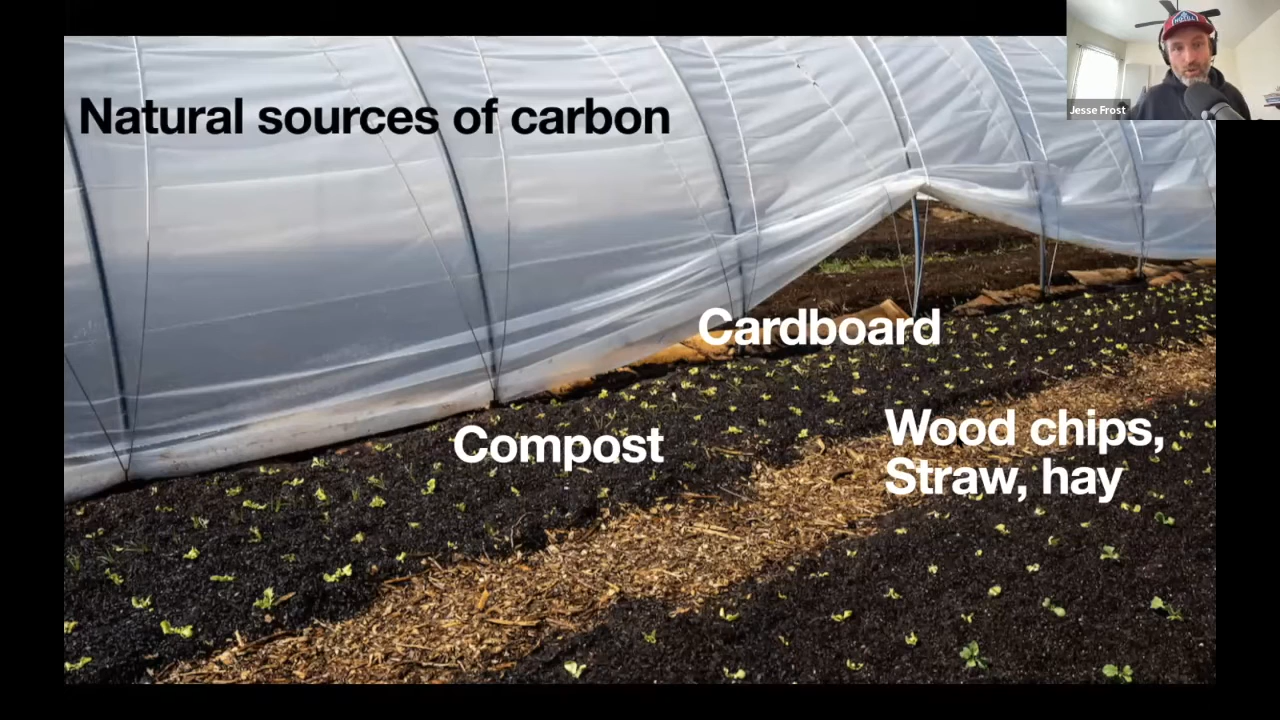 Natural sources of carbon
Jesse Frost
Cardboard
Compost
Wood chips,
Straw, hay